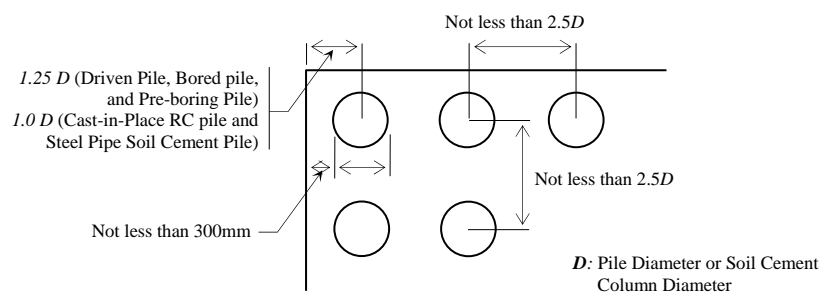 Not less than 2.5D
1.25 D (Driven Pile, Bored pile,
and Pre-boring Pile)
1.0 D (Cast-in-Place RC pile and
Steel Pipe Soil Cement Pile)
Not less than 2.5D
Not less than 300mm
D: Pile Diameter or Soil Cement
Column Diameter